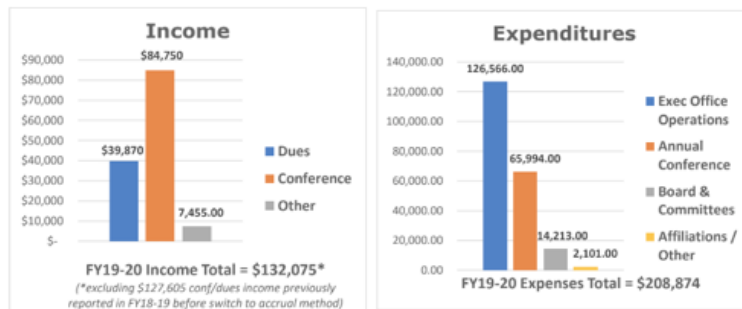 Income
$90,000
$80,000
$70,000
$60,000
$50,000
$40,000
$30,000
$20,000
$10,000
$-
$39,870
$84,750
7,455.00
Dues
Conference
Other
FY19-20 Income Total = $132,075*
(*excluding $127,605 conf/dues income previously
reported in FY18-19 before switch to accrual method)
Expenditures
140,000.00
120,000.00
100,000.00
80,000.00
60,000.00
40,000.00
20,000.00
0.00
126,566.00
65,994.00
14,213.00
2,101.00
Exec Office
Operations
Annual
Conference
Board &
Committees
Affiliations /
Other
FY19-20 Expenses Total = $208,874